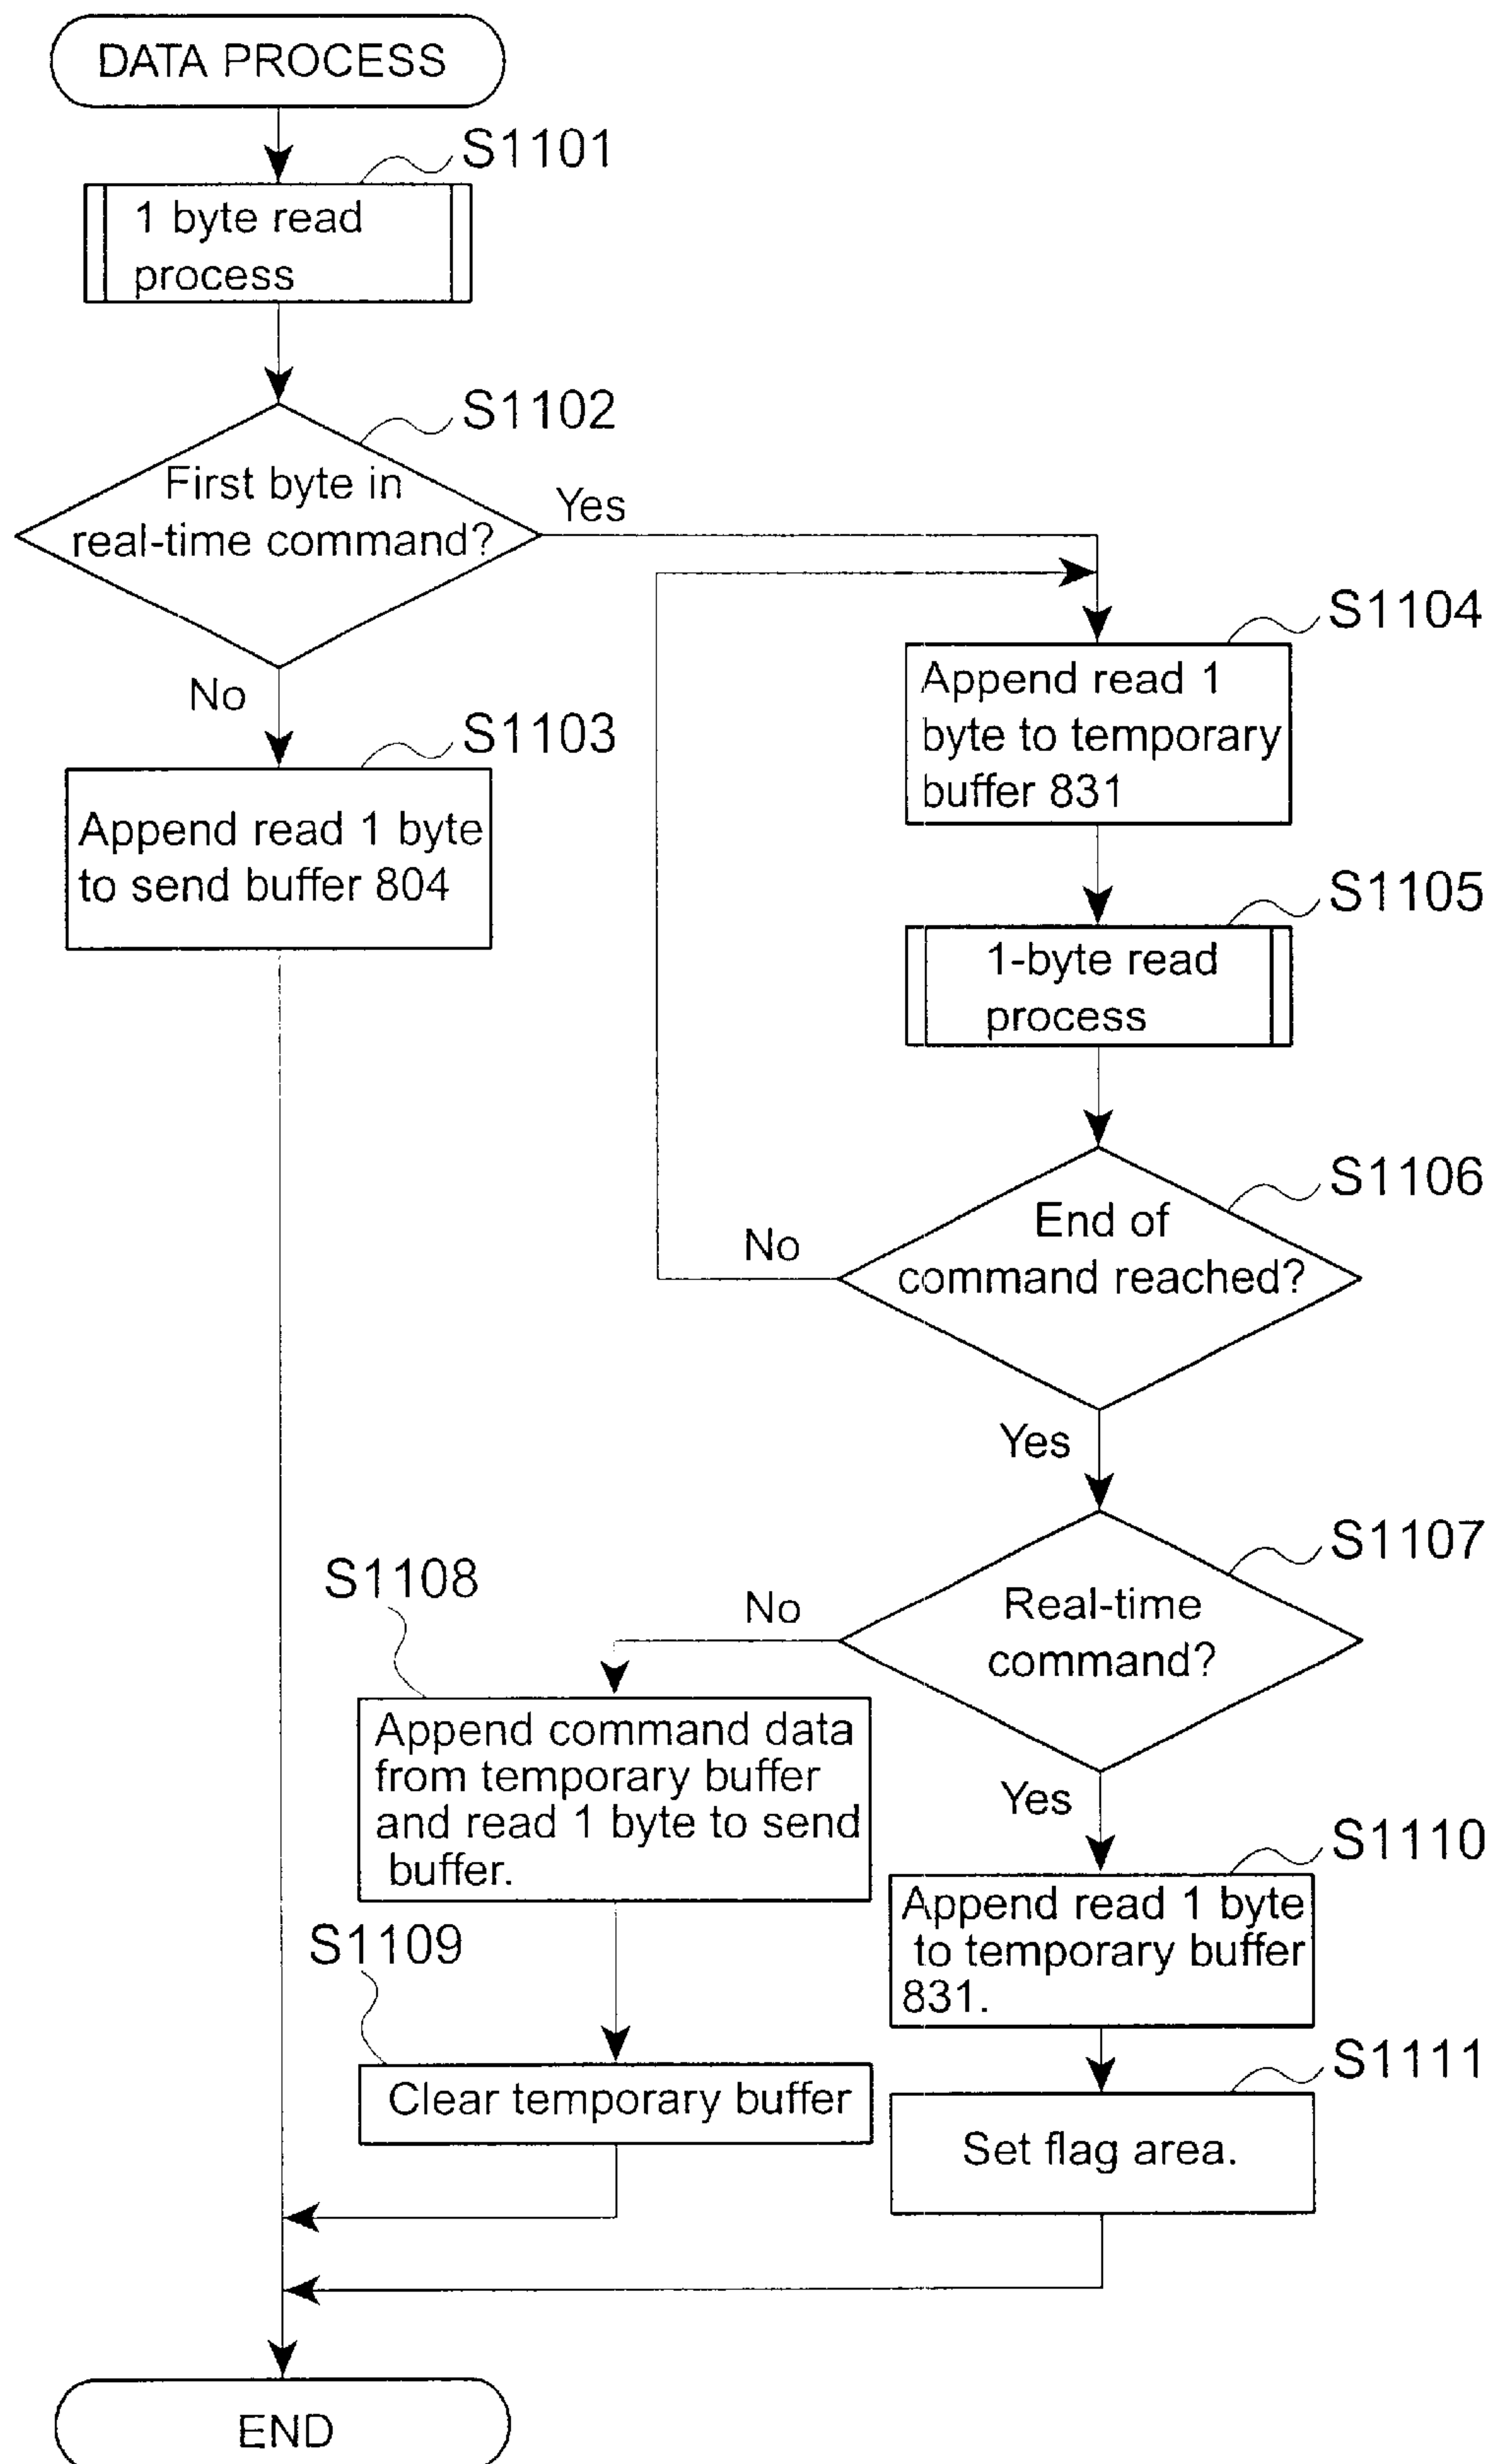 DATA PROCESS
S1101
1 byte read
process
S1102
First byte in
real-time command?
Yes
No
S1103
Append read 1 byte
to send buffer 804
S1104
Append read 1
byte to temporary
buffer 831
S1105
1-byte read
process
S1106
End of
command reached?
No
Yes
S1107
Real-time
command?
No
Yes
S1108
Append command data
from temporary buffer
and read 1 byte to send
buffer.
S1109
Clear temporary buffer
S1110
Append read 1 byte
to temporary buffer
831.
S1111
Set flag area.
END